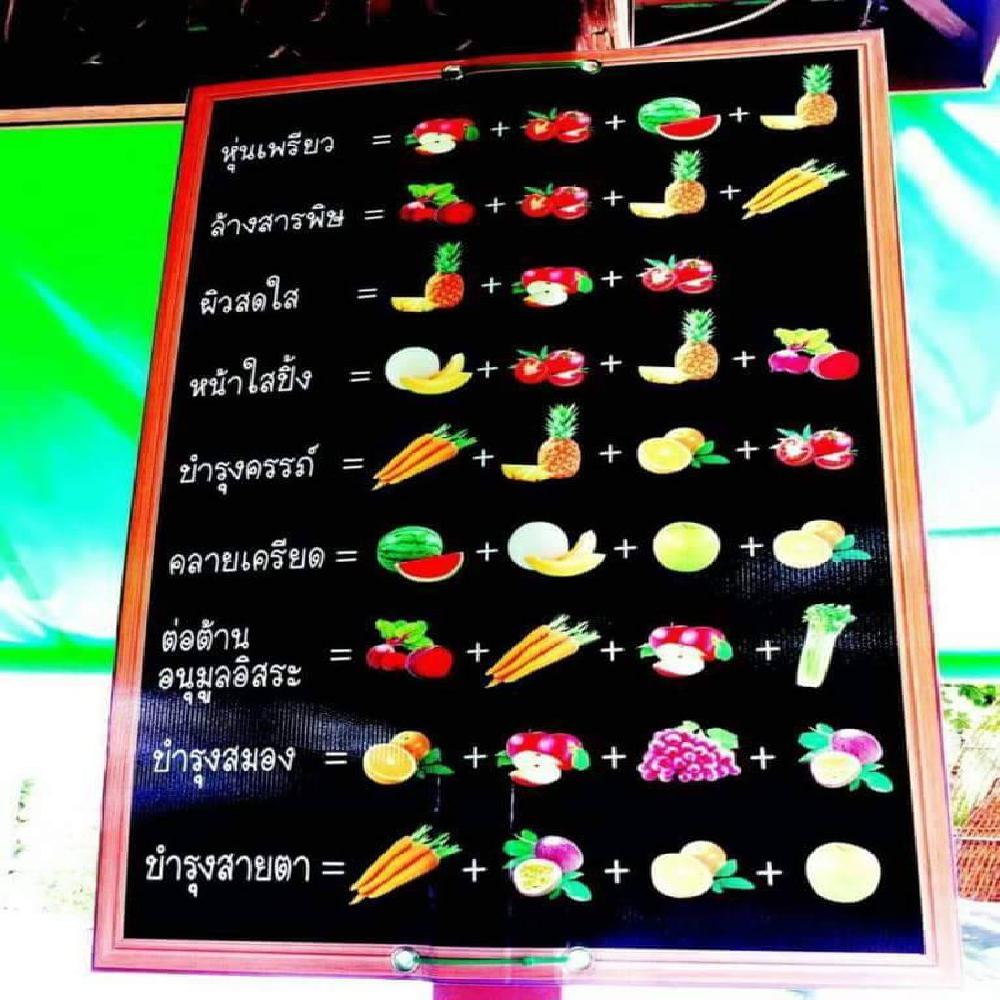 หุ่นเพรียว = + + +
ล้างสารพิษ = + + +
ผิวสดใส = + +
หน้าใสปิ้ง = + + +
บำรุงครรภ์ = + + +
คลายเครียด = + + +
ต่อต้าน
อนุมูลอิสระ = + + +
บำรุงสมอง = + + +
บำรุงสายตา = + + +